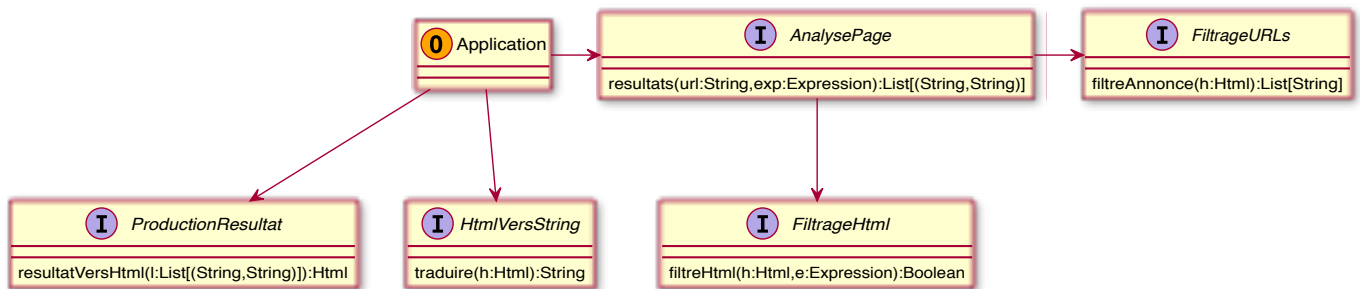 O Application
I AnalysePage
resultats(url:String,exp:Expression):List[(String,String)]
I FiltrageURLs
filtreAnnonce(h:Html):List[String]
I ProductionResultat
resultatVersHtml(l:List[(String,String)]):Html
I HtmlVersString
traduire(h:Html):String
I FiltrageHtml
filtreHtml(h:Html,e:Expression):Boolean